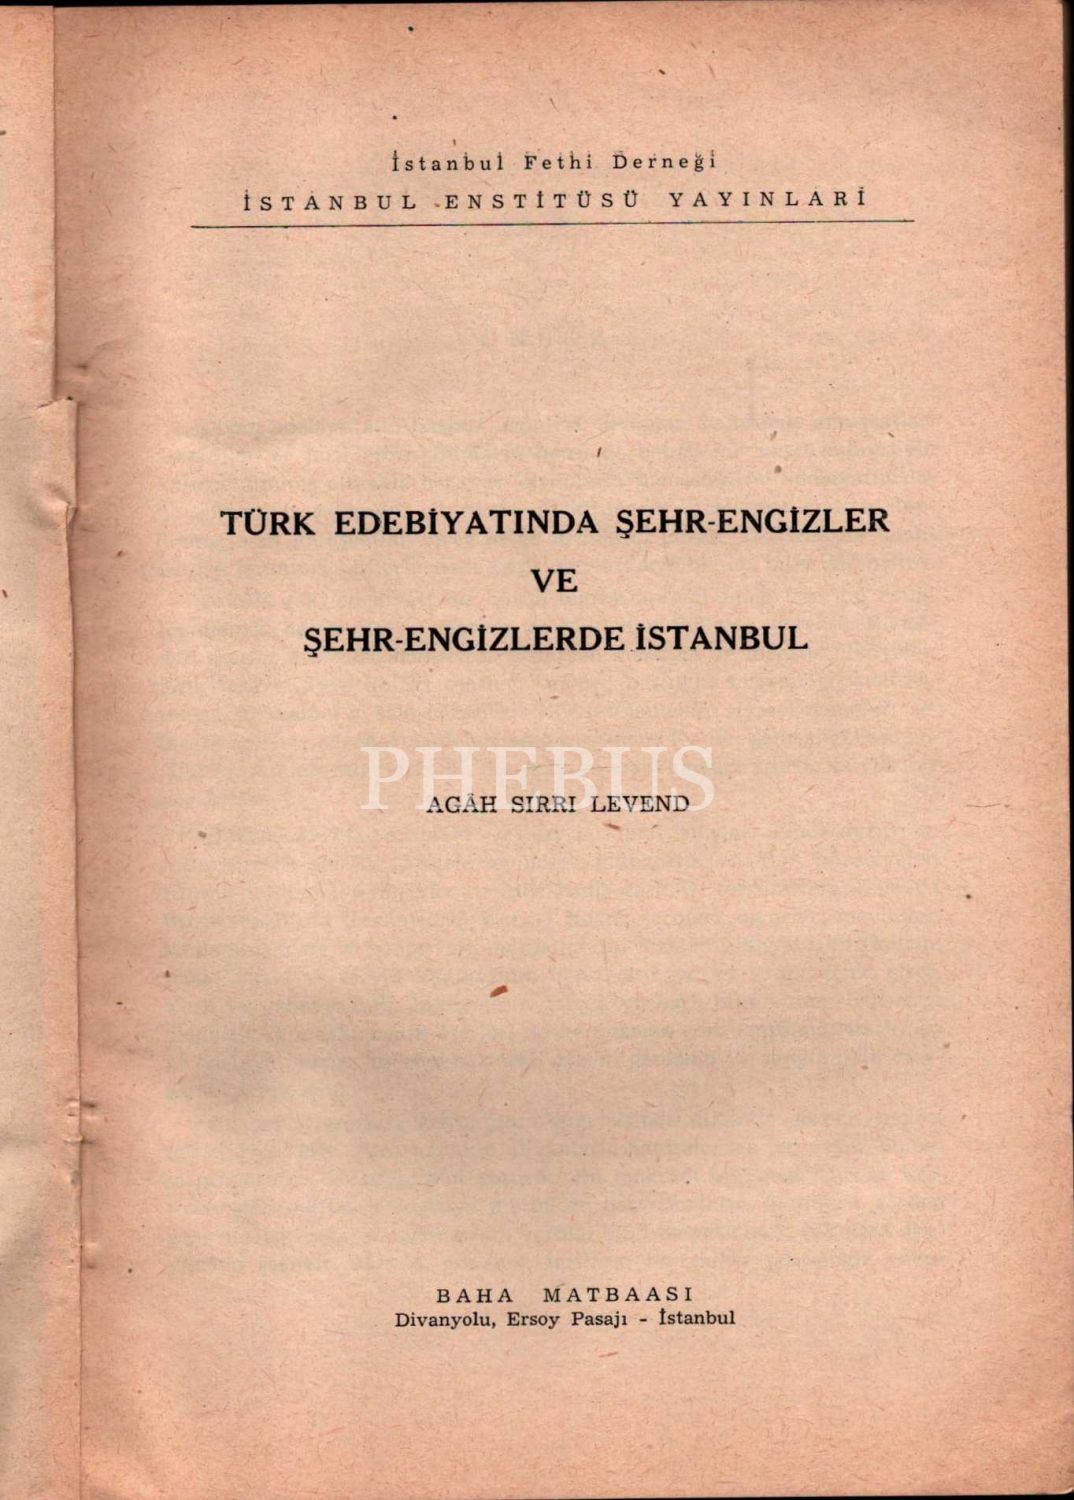 İstanbul Fethi Derneği
İSTANBUL ENSTİTÜSÜ YAYINLARİ
TÜRK EDEBİYATINDA ŞEHR-ENGİZLER
VE
ŞEHR-ENGİZLERDE İSTANBUL
PHEBUS
AGÂH SIRRI LEVEND
BAHA MATBAASI
Divanyolu, Ersoy Pasajı - İstanbul